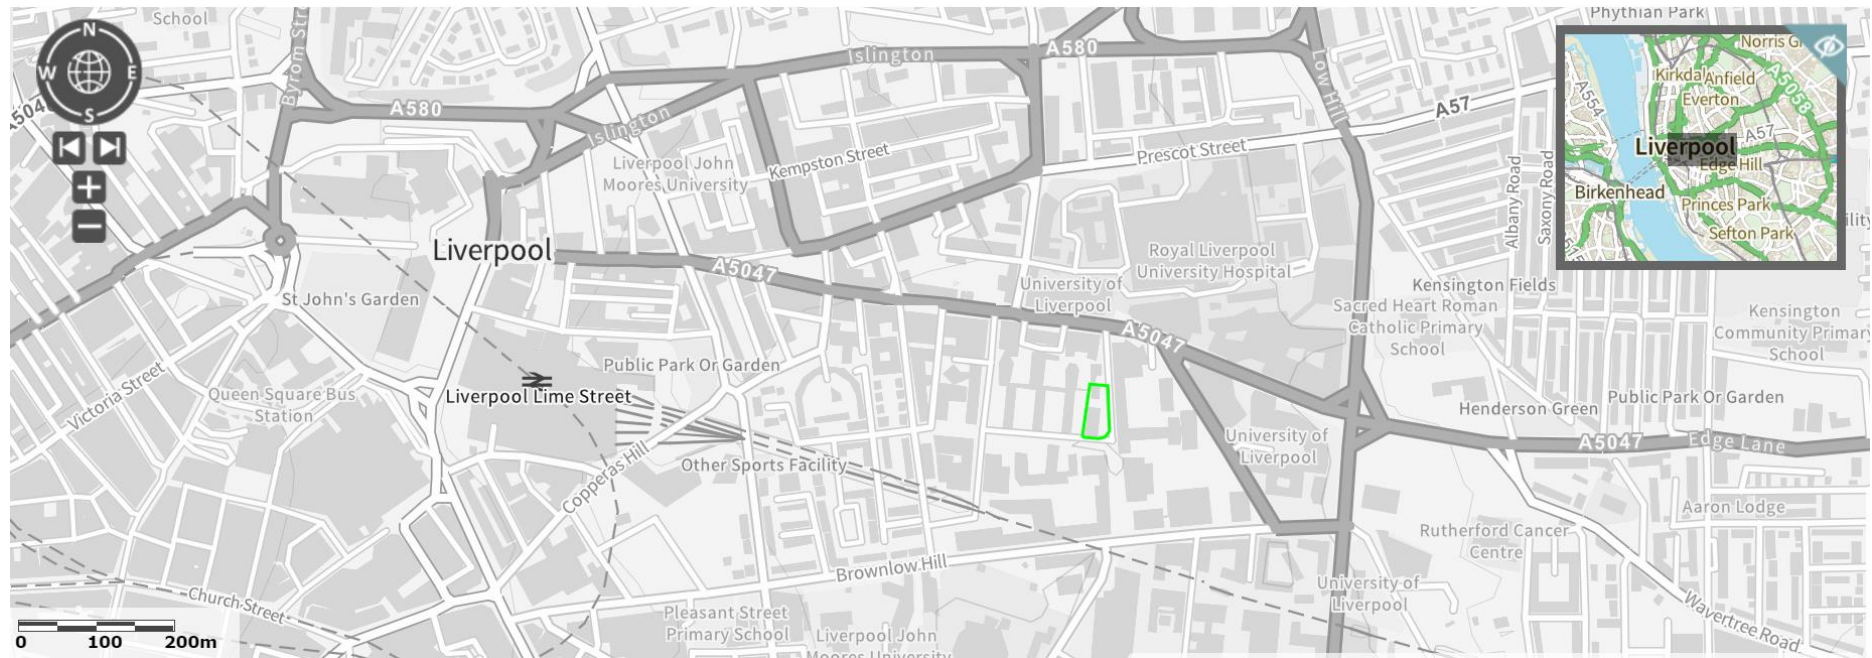 School
Phythian Park
N
W
E
S
Byrom Str
A504
A580
Islington
A580
Islington
Low Hill
A57
Norris Gr
Kirkda
Anfield
A5058
Everton
A554
A57
Liverpool
Edge Hill
Birkenhead
Princes Park
Sefton Park
Liverpool John
Moores University
Kempston Street
Prescot Street
Albany Road
Saxony Road
ility
Liverpool
A5047
Royal Liverpool
University Hospital
University of
Liverpool
St John's Garden
Kensington Fields
Sacred Heart Roman
Catholic Primary
School
Kensington
Community Primary
School
A5047
Public Park Or Garden
Victoria Street
Queen Square Bus
Station
Liverpool Lime Street
Henderson Green
Public Park Or Garden
University of
Liverpool
A5047
Edge Lane
Copperas Hill
Other Sports Facility
Aaron Lodge
Rutherford Cancer
Centre
Brownlow Hill
University of
Liverpool
Church Street
Pleasant Street
Primary School
Liverpool John
Moores University
Wavertree Road
0 100 200m